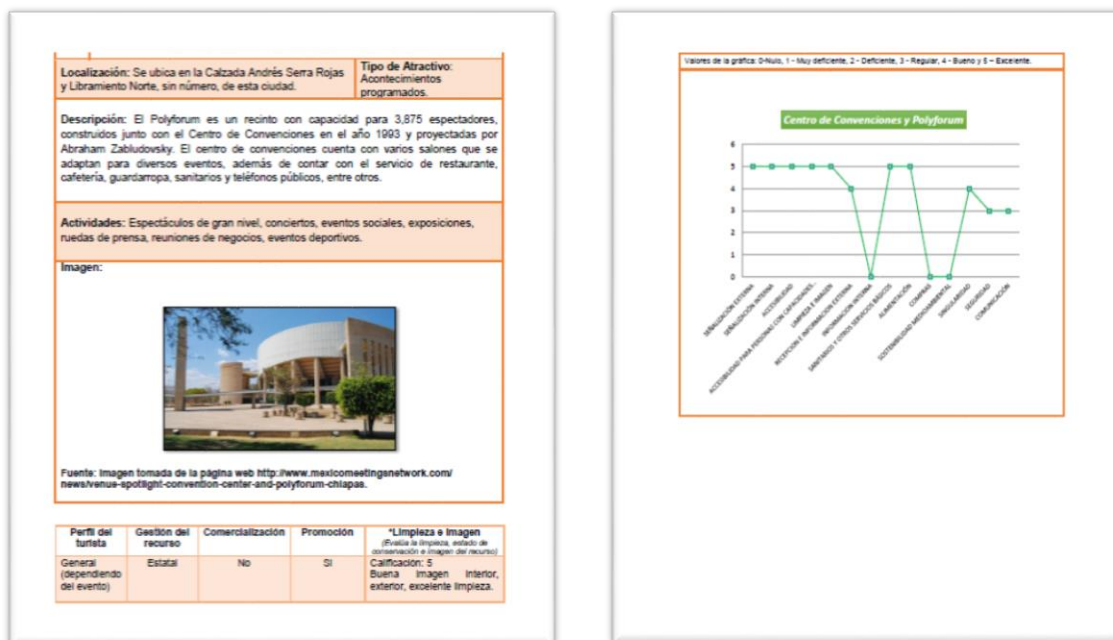 Localización: Se ubica en la Calzada Andrés Serra Rojas
y Libramiento Norte, sin número, de esta ciudad.
Tipo de Atractivo:
Acontecimientos
programados.
Descripción: El Polyforum es un recinto con capacidad para 3,875 espectadores,
construidos junto con el Centro de Convenciones en el año 1993 y proyectadas por
Abraham Zabludovsky. El centro de convenciones cuenta con varios salones que se
adaptan para diversos eventos, además de contar con el servicio de restaurante,
cafetería, guardarropa, sanitarios y teléfonos públicos, entre otros.
Actividades: Espectáculos de gran nivel, conciertos, eventos sociales, exposiciones,
ruedas de prensa, reuniones de negocios, eventos deportivos.
Imagen:
Fuente: Imagen tomada de la página web http://www.mexicomeetingsnetwork.com/
news/venue-spotlight-convention-center-and-polyforum-chiapas.
Perfil del
turista
Gestión del
recurso
Comercialización
Promoción
*Limpieza e Imagen
(Evalúa la limpieza, estado de
conservación e imagen del recurso)
General
(dependiendo
del evento)
Estatal
No
Si
Calificación: 5
Buena Imagen Interior,
exterior, excelente limpieza.
Valores de la gráfica: 0-Nulo, 1 - Muy deficiente, 2 - Deficiente, 3 - Regular, 4 - Bueno y 5 – Excelente.
Centro de Convenciones y Polyforum
6
5
4
3
2
1
0
SEÑALIZACIÓN EXTERNA
SEÑALIZACIÓN INTERNA
ACCESIBILIDAD
ACCESIBILIDAD PARA PERSONAS CON CAPACIDADES...
LIMPIEZA E IMAGEN
RECEPCIÓN E INFORMACIÓN EXTERNA
INFORMACIÓN INTERNA
SANITARIOS Y OTROS SERVICIOS BÁSICOS
ALIMENTACIÓN
COMPRAS
SOSTENIBILIDAD MEDIOAMBIENTAL
SINGULARIDAD
SEGURIDAD
COMUNICACIÓN